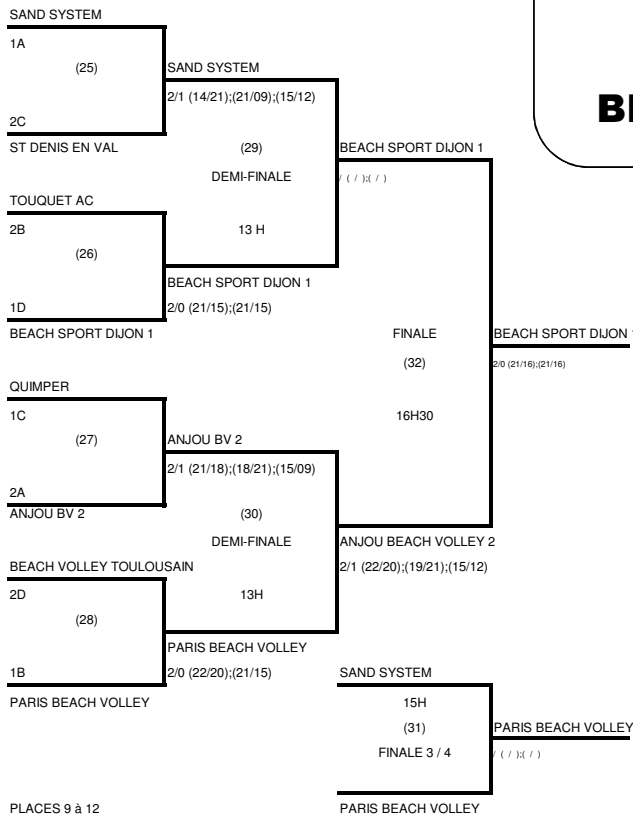 SAND SYSTEM
1A
(25)
SAND SYSTEM
2/1 (14/21);(21/09);(15/12)
2C
ST DENIS EN VAL
(29)
DEMI-FINALE
BEACH SPORT DIJON 1
/ ( / );( / )
TOUQUET AC
2B
(26)
13 H
BEACH SPORT DIJON 1
2/0 (21/15);(21/15)
1D
BEACH SPORT DIJON 1
FINALE
(32)
16H30
BEACH SPORT DIJON 1
2/0 (21/16);(21/16)
QUIMPER
1C
(27)
ANJOU BV 2
2/1 (21/18);(18/21);(15/09)
2A
ANJOU BV 2
(30)
DEMI-FINALE
ANJOU BEACH VOLLEY 2
2/1 (22/20);(19/21);(15/12)
BEACH VOLLEY TOULOUSAIN
2D
(28)
13H
PARIS BEACH VOLLEY
2/0 (22/20);(21/15)
1B
PARIS BEACH VOLLEY
SAND SYSTEM
15H
(31)
FINALE 3 / 4
PARIS BEACH VOLLEY
/ ( / );( / )
PLACES 9 à 12
PARIS BEACH VOLLEY